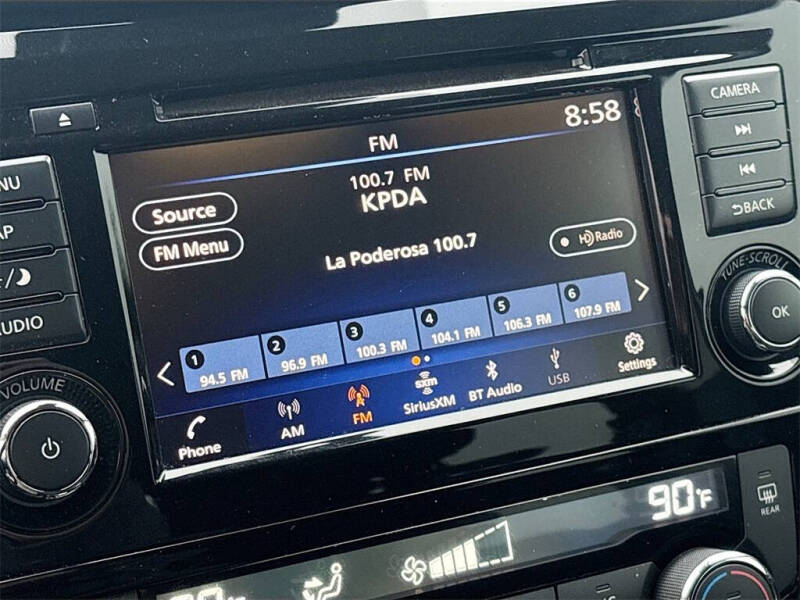 8:58
FM
100.7 FM
KPDA
Source
FM Menu
La Poderosa 100.7
HD Radio
1 94.5 FM
2 96.9 FM
3 100.3 FM
4 104.1 FM
5 106.3 FM
6 107.9 FM
Phone
AM
FM
sxm
SiriusXM
BT Audio
USB
Settings
CAMERA
BACK
TUNE·SCROLL
OK
VOLUME
90°F
REAR